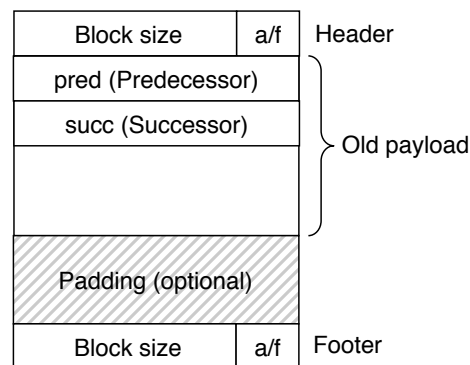 Block size a/f Header
pred (Predecessor)
succ (Successor)
Old payload
Padding (optional)
Block size a/f Footer